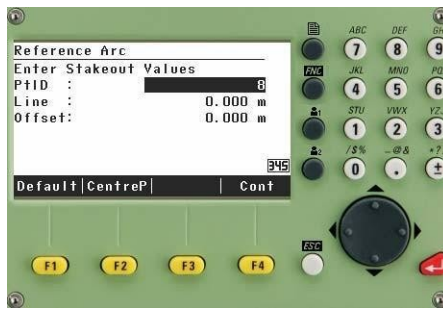 Reference Arc
Enter Stakeout Values
PtID : 8
Line : 0.000 m
Offset: 0.000 m
345
Default CentreP Cont
F1 F2 F3 F4
FNC
ESC
ABC DEF
7 8 9
JKL MNO
4 5 6
STU VWX YZ
1 2 3
/$% _@&
0 . ±